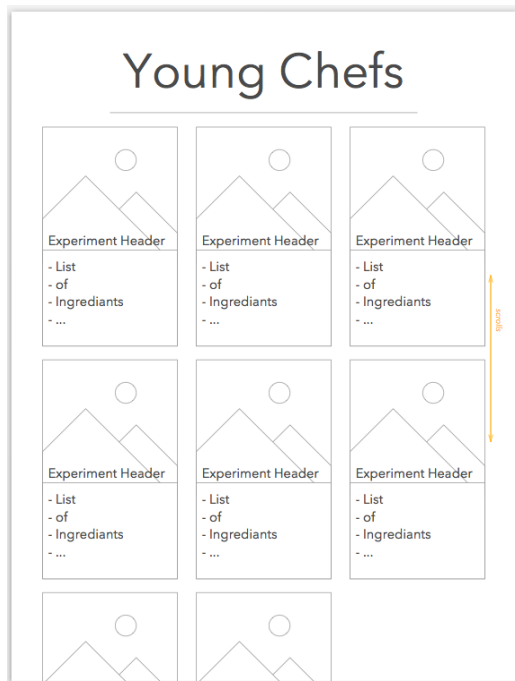 Young Chefs
Experiment Header
- List
- of
- Ingrediants
- ...
Experiment Header
- List
- of
- Ingrediants
- ...
Experiment Header
- List
- of
- Ingrediants
- ...
scrolls
Experiment Header
- List
- of
- Ingrediants
- ...
Experiment Header
- List
- of
- Ingrediants
- ...
Experiment Header
- List
- of
- Ingrediants
- ...